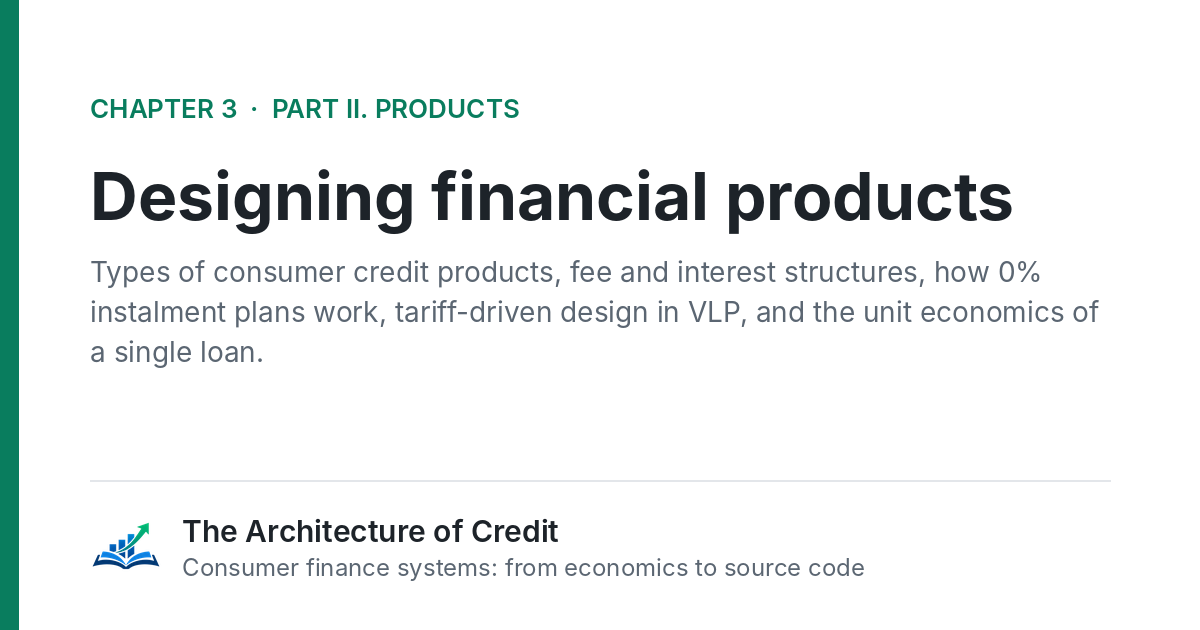 CHAPTER 3 · PART II. PRODUCTS
Designing financial products
Types of consumer credit products, fee and interest structures, how 0%
instalment plans work, tariff-driven design in VLP, and the unit economics of
a single loan.
The Architecture of Credit
Consumer finance systems: from economics to source code